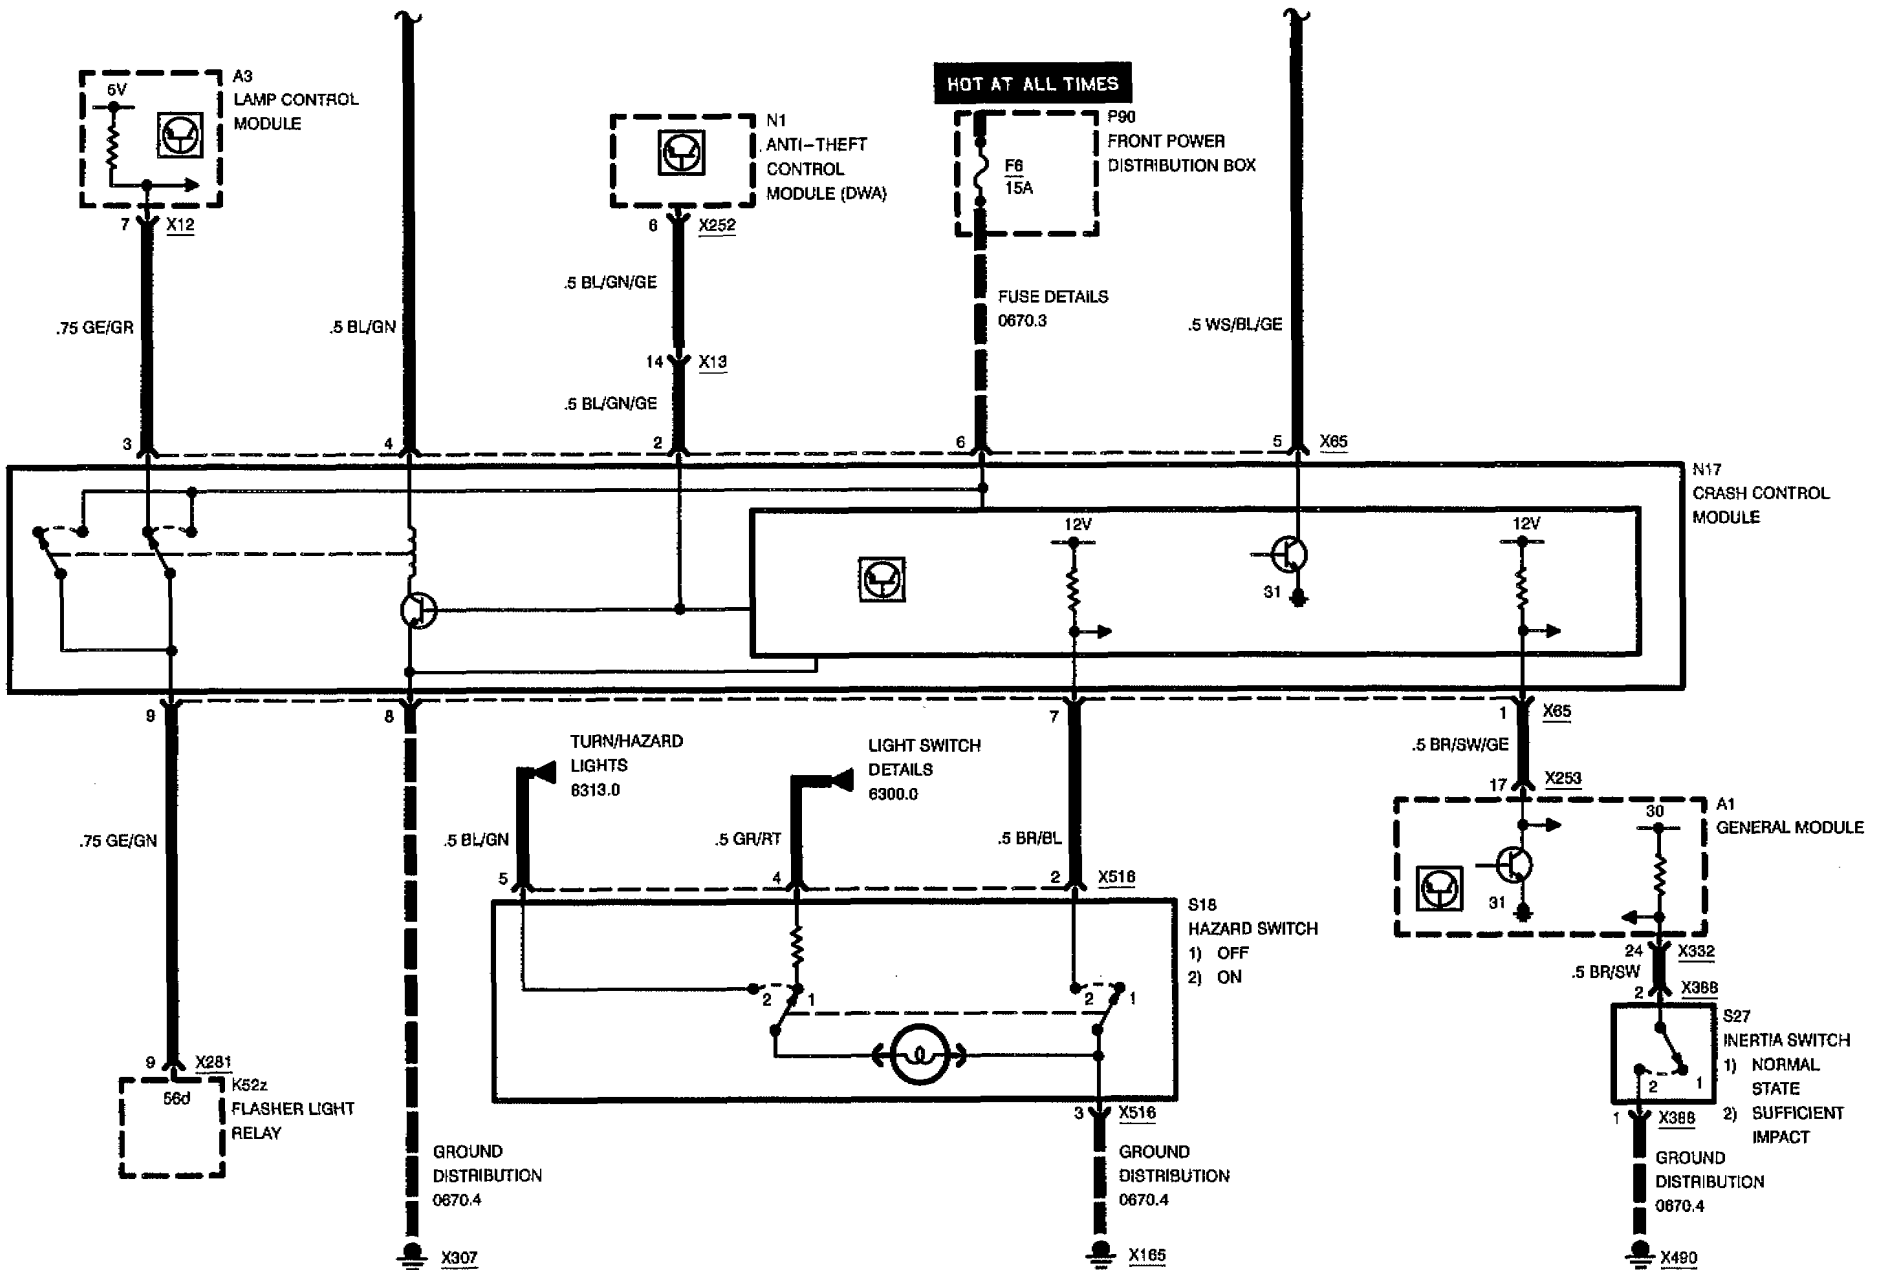 HOT AT ALL TIMES
A3
LAMP CONTROL
MODULE
5V
7
X12
.75 GE/GR
3
.5 BL/GN
4
N1
ANTI-THEFT
CONTROL
MODULE (DWA)
6
X252
.5 BL/GN/GE
14
X13
.5 BL/GN/GE
2
P90
FRONT POWER
DISTRIBUTION BOX
F6
15A
FUSE DETAILS
0670.3
6
.5 WS/BL/GE
5
X65
N17
CRASH CONTROL
MODULE
12V
31
12V
9
8
7
1
X65
.75 GE/GN
9
X281
K52z
56d
FLASHER LIGHT
RELAY
GROUND
DISTRIBUTION
0670.4
X307
TURN/HAZARD
LIGHTS
6313.0
.5 BL/GN
5
LIGHT SWITCH
DETAILS
6300.0
.5 GR/RT
4
.5 BR/BL
2
X516
S18
HAZARD SWITCH
1) OFF
2) ON
2
1
2
1
3
X516
GROUND
DISTRIBUTION
0670.4
X165
.5 BR/SW/GE
17
X253
A1
GENERAL MODULE
30
31
24
X332
.5 BR/SW
2
X388
S27
INERTIA SWITCH
1) NORMAL
STATE
2) SUFFICIENT
IMPACT
2
1
1
X388
GROUND
DISTRIBUTION
0670.4
X490